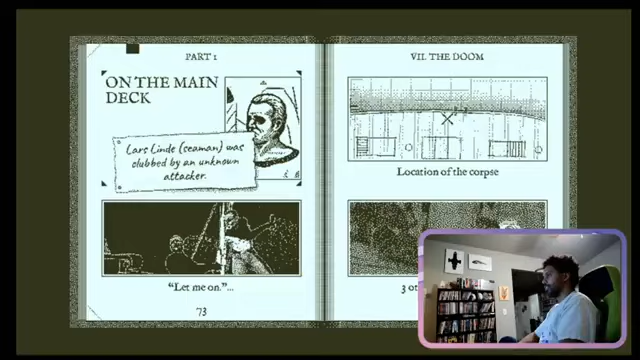 PART 1
ON THE MAIN
DECK
Lars Linde (seaman) was
clubbed by an unknown
attacker.
"Let me on."...
73
VII. THE DOOM
Location of the corpse
3 ot